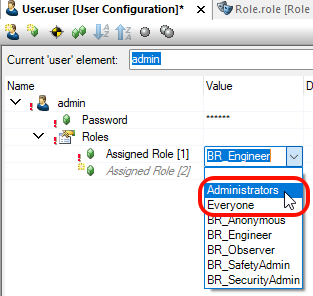 User.user [User Configuration]* Role.role [Role
Current 'user' element: admin
Name Value D
admin
Password ******
Roles
Assigned Role [1] BR_Engineer
Assigned Role [2]
Administrators
Everyone
BR_Anonymous
BR_Engineer
BR_Observer
BR_SafetyAdmin
BR_SecurityAdmin